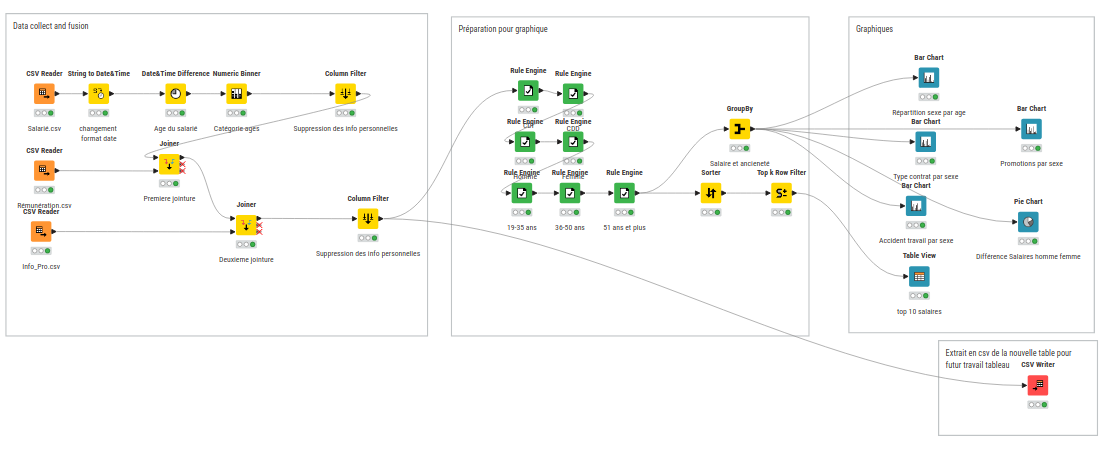 Data collect and fusion
CSV Reader
Salarié.csv
String to Date&Time
changement
format date
Date&Time Difference
Age du salarié
Numeric Binner
Catégorie ages
Column Filter
Suppression des info personnelles
CSV Reader
Rémunération.csv
Joiner
Premiere jointure
CSV Reader
Info_Pro.csv
Joiner
Deuxieme jointure
Column Filter
Suppression des info personnelles
Préparation pour graphique
Rule Engine
Rule Engine
CDD
Rule Engine
Homme
Rule Engine
Femme
Rule Engine
19-35 ans
Rule Engine
36-50 ans
Rule Engine
51 ans et plus
GroupBy
Salaire et ancieneté
Sorter
Top k Row Filter
Graphiques
Bar Chart
Répartition sexe par age
Bar Chart
Type contrat par sexe
Bar Chart
Promotions par sexe
Bar Chart
Accident travail par sexe
Pie Chart
Différence Salaires homme femme
Table View
top 10 salaires
Extrait en csv de la nouvelle table pour
futur travail tableau
CSV Writer